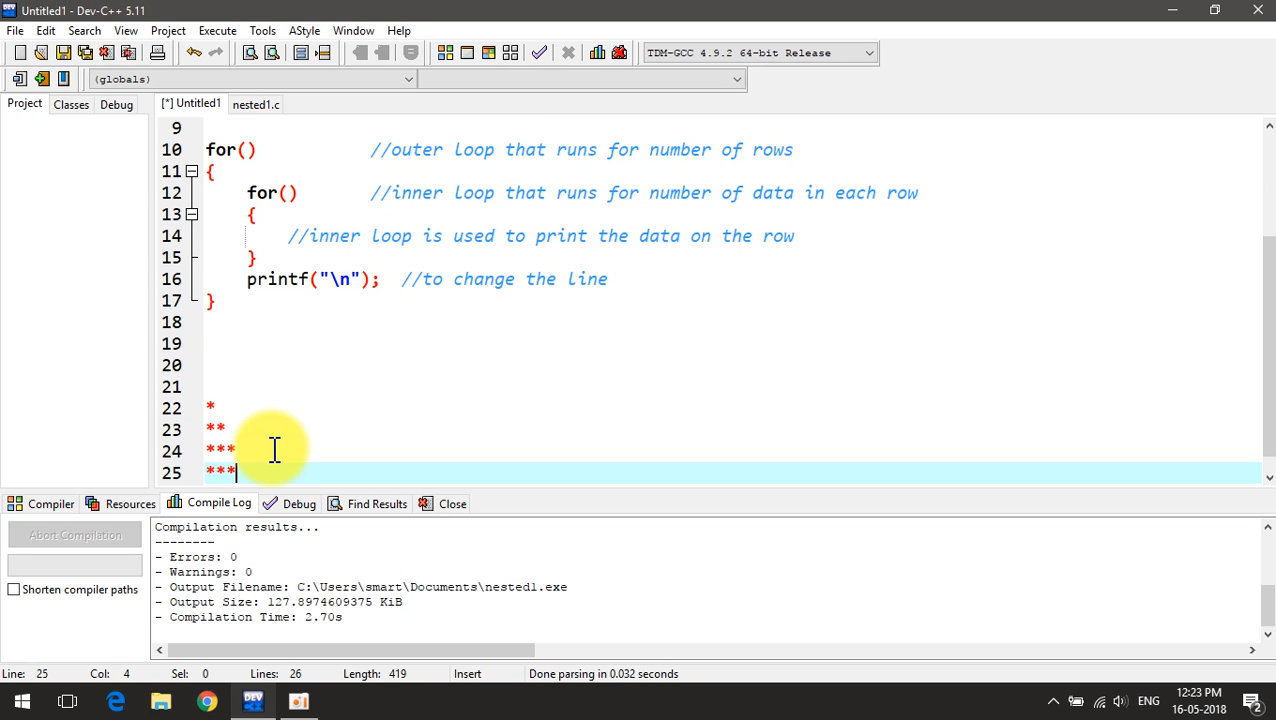 Untitled1 - Dev-C++ 5.11
File Edit Search View Project Execute Tools AStyle Window Help
TDM-GCC 4.9.2 64-bit Release
(globals)
Project Classes Debug
[*] Untitled1 nested1.c
9
10 for() //outer loop that runs for number of rows
11 {
12 for() //inner loop that runs for number of data in each row
13 {
14 //inner loop is used to print the data on the row
15 }
16 printf("\n"); //to change the line
17 }
18
19
20
21
22 *
23 **
24 ***
25 ***
Compiler Resources Compile Log Debug Find Results Close
Abort Compilation
Shorten compiler paths
Compilation results...
--------
- Errors: 0
- Warnings: 0
- Output Filename: C:\Users\smart\Documents\nested1.exe
- Output Size: 127.8974609375 KiB
- Compilation Time: 2.70s
Line: 25 Col: 4 Sel: 0 Lines: 26 Length: 419 Insert Done parsing in 0.032 seconds
DEV
ENG
12:23 PM
16-05-2018
2